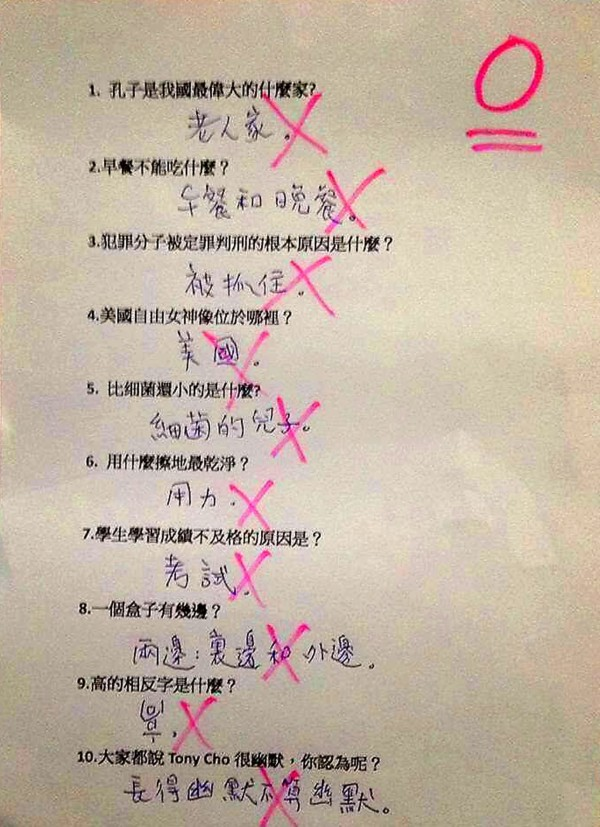 0
1. 孔子是我國最偉大的什麼家?
老人家。
2.早餐不能吃什麼？
午餐和晚餐。
3.犯罪分子被定罪判刑的根本原因是什麼？
被抓住。
4.美國自由女神像位於哪裡？
美國。
5. 比細菌還小的是什麼?
細菌的兒子。
6. 用什麼擦地最乾淨？
用力.
7.學生學習成績不及格的原因是？
考試.
8.一個盒子有幾邊？
兩邊:裏邊和外邊。
9.高的相反字是什麼？
10.大家都說 Tony Cho 很幽默，你認為呢？
長得幽默不算幽默。